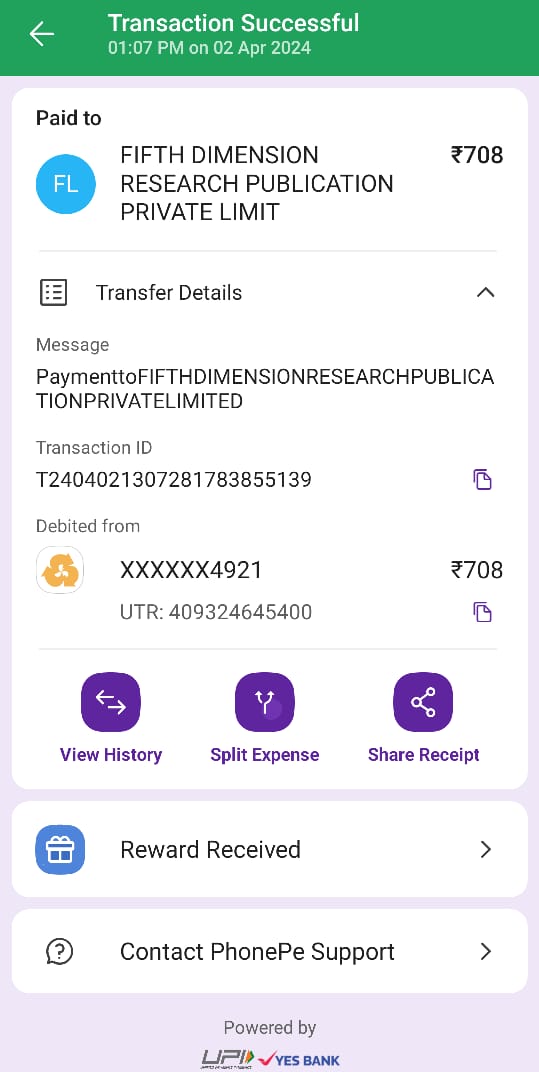 Transaction Successful
01:07 PM on 02 Apr 2024
Paid to
FL
FIFTH DIMENSION
RESEARCH PUBLICATION
PRIVATE LIMIT
₹708
Transfer Details
Message
PaymenttoFIFTHDIMENSIONRESEARCHPUBLICA
TIONPRIVATELIMITED
Transaction ID
T2404021307281783855139
Debited from
XXXXXX4921
₹708
UTR: 409324645400
View History
Split Expense
Share Receipt
Reward Received
Contact PhonePe Support
Powered by
UPI
YES BANK